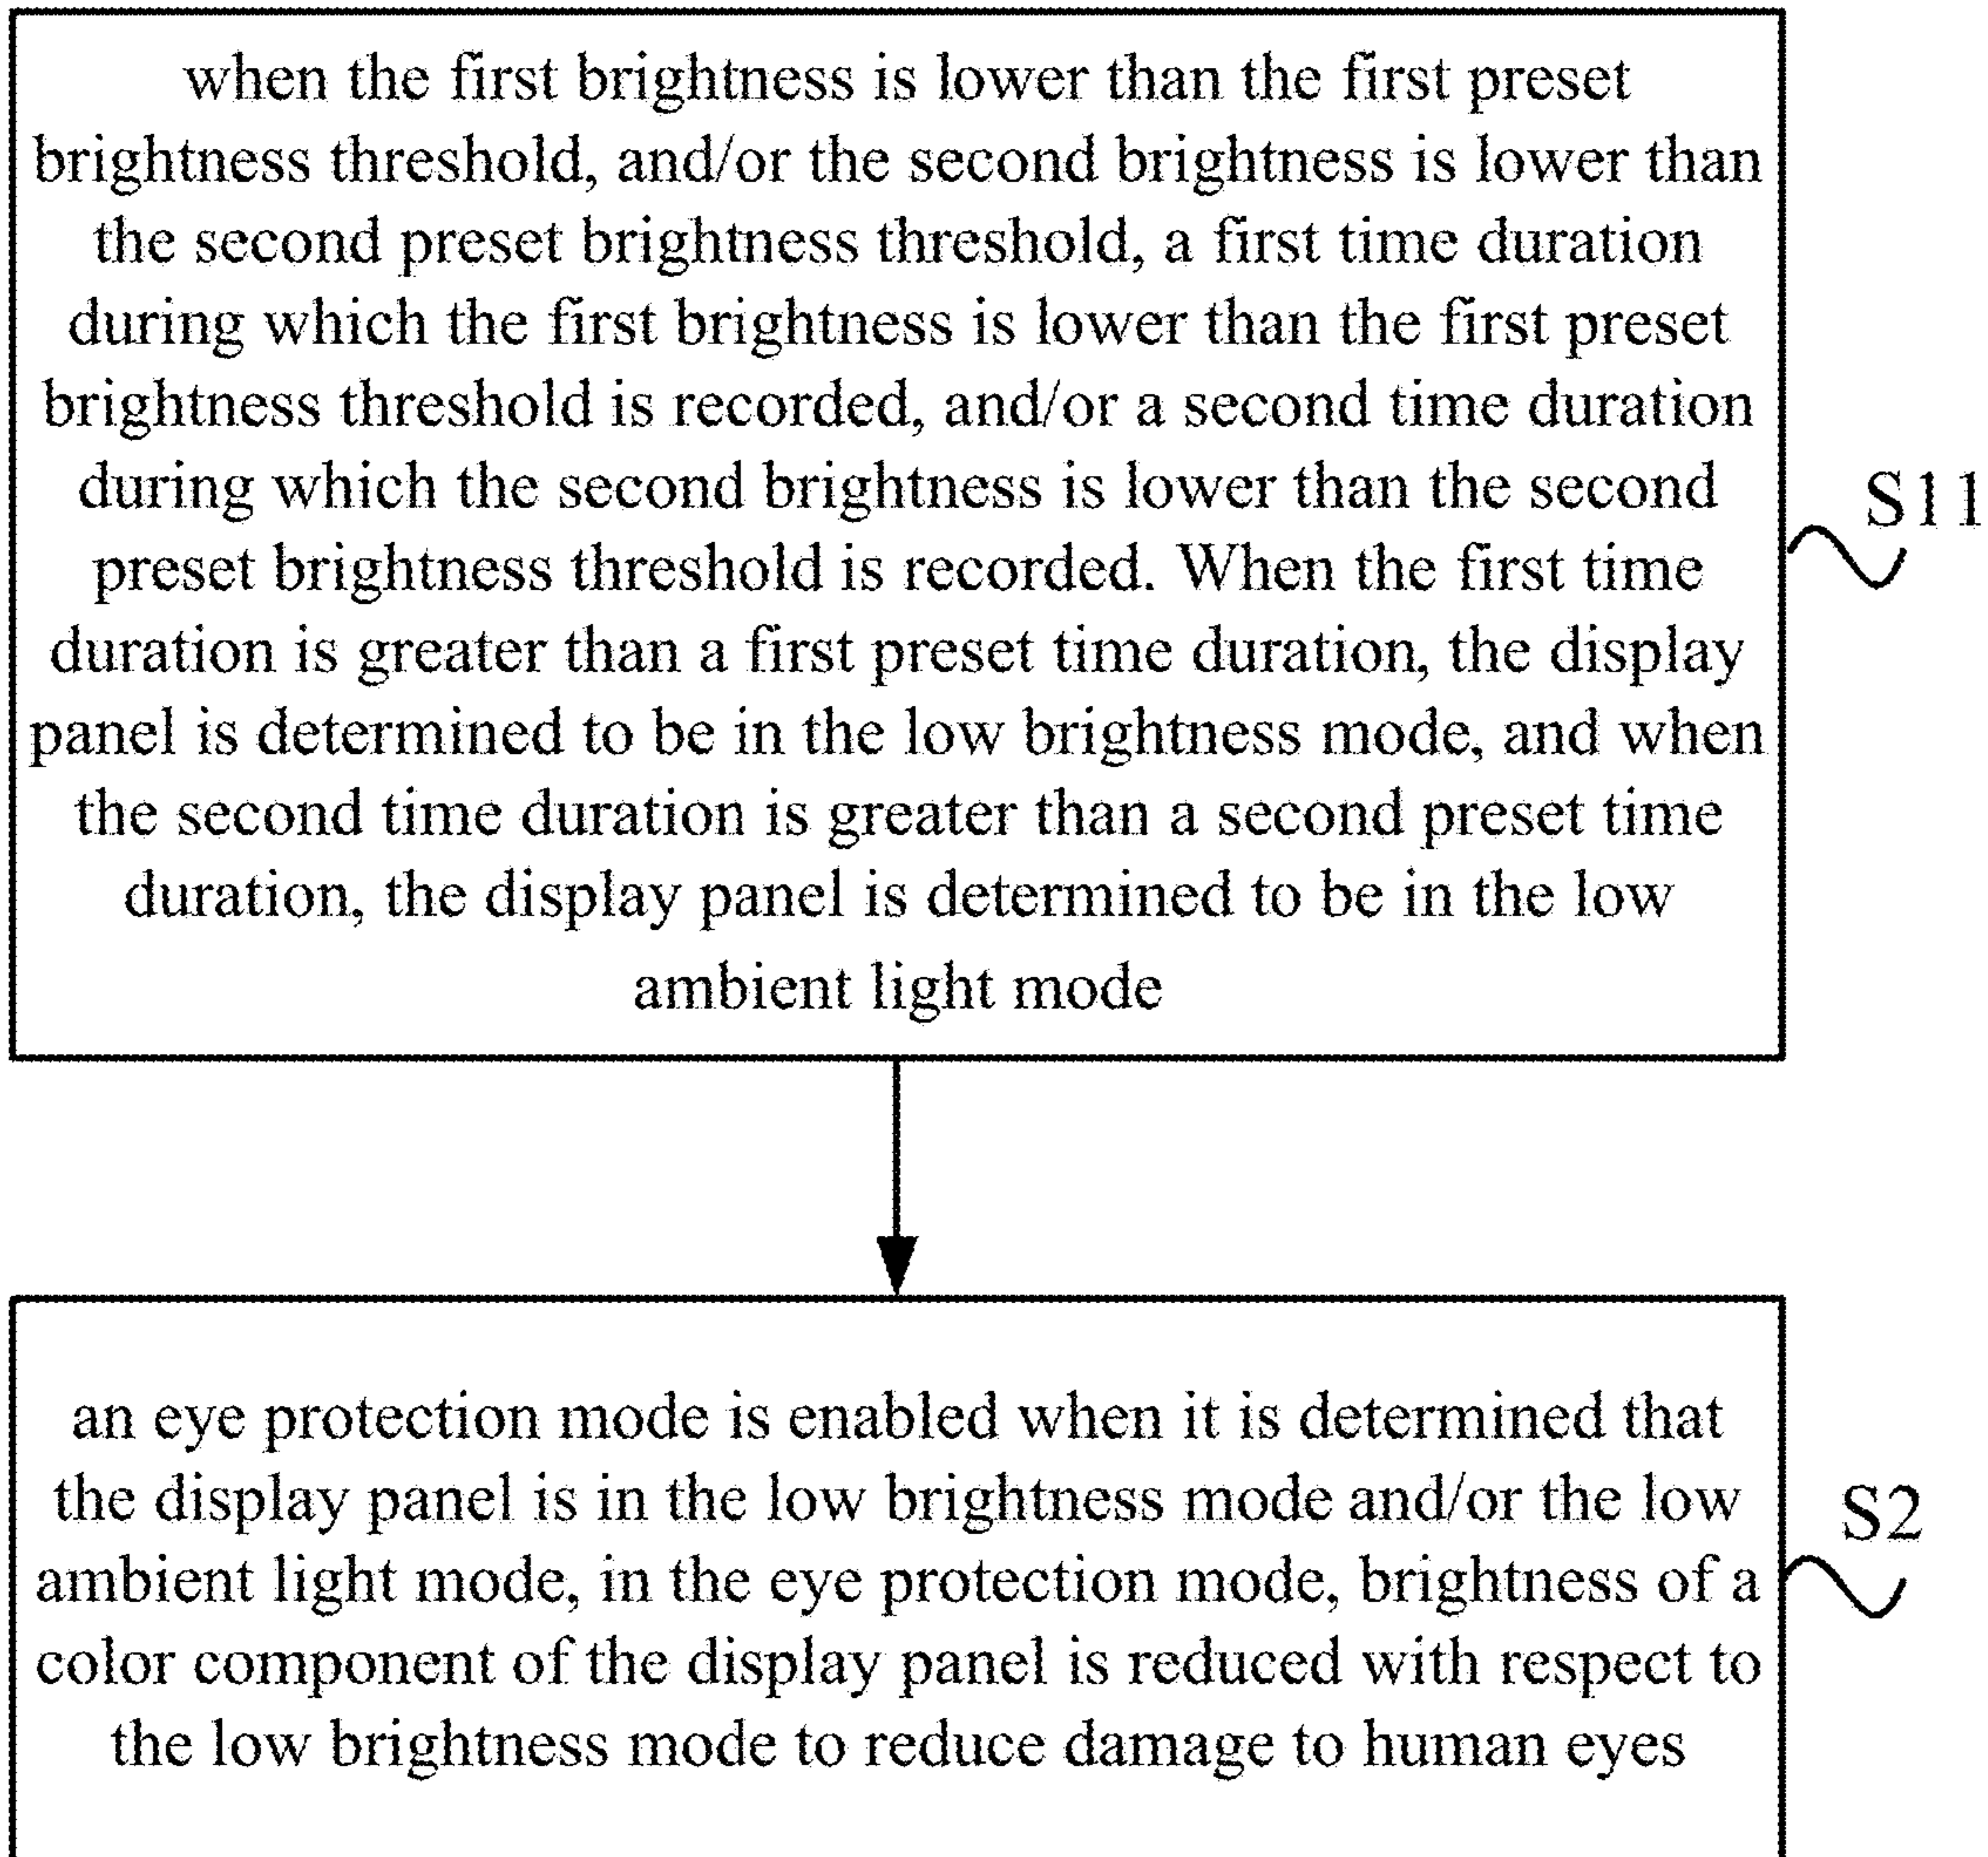 when the first brightness is lower than the first preset
brightness threshold, and/or the second brightness is lower than
the second preset brightness threshold, a first time duration
during which the first brightness is lower than the first preset
brightness threshold is recorded, and/or a second time duration
during which the second brightness is lower than the second
preset brightness threshold is recorded. When the first time
duration is greater than a first preset time duration, the display
panel is determined to be in the low brightness mode, and when
the second time duration is greater than a second preset time
duration, the display panel is determined to be in the low
ambient light mode
S11
an eye protection mode is enabled when it is determined that
the display panel is in the low brightness mode and/or the low
ambient light mode, in the eye protection mode, brightness of a
color component of the display panel is reduced with respect to
the low brightness mode to reduce damage to human eyes
S2